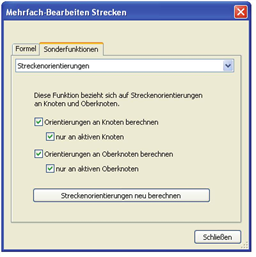 Mehrfach-Bearbeiten Strecken
Formel Sonderfunktionen
Streckenorientierungen
Diese Funktion bezieht sich auf Streckenorientierungen
an Knoten und Oberknoten.
Orientierungen an Knoten berechnen
nur an aktiven Knoten
Orientierungen an Oberknoten berechnen
nur an aktiven Oberknoten
Streckenorientierungen neu berechnen
Schließen